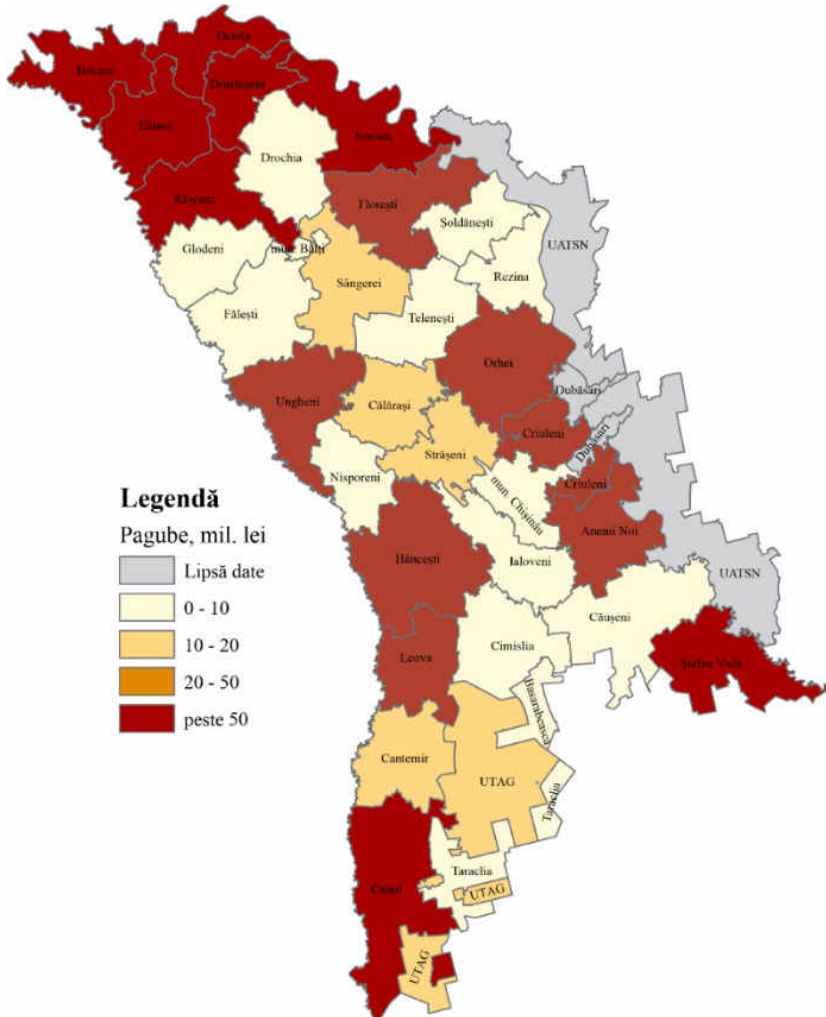 Ocnița
Briceni
Dondușeni
Edineț
Soroca
Drochia
Râșcani
Florești
Șoldănești
Glodeni
mun. Bălți
UATSN
Sângerei
Rezina
Fălești
Telenești
Orhei
Ungheni
Călărași
Dubăsari
Criuleni
Dubăsari
Strășeni
Nisporeni
mun. Chișinău
Criuleni
Anenii Noi
Hâncești
Ialoveni
UATSN
Căușeni
Leova
Cimislia
Ștefan Vodă
Basarabeasca
Cantemir
UTAG
Taraclia
Cahul
Taraclia
UTAG
UTAG
Legendă
Pagube, mil. lei
Lipsă date
0 - 10
10 - 20
20 - 50
peste 50